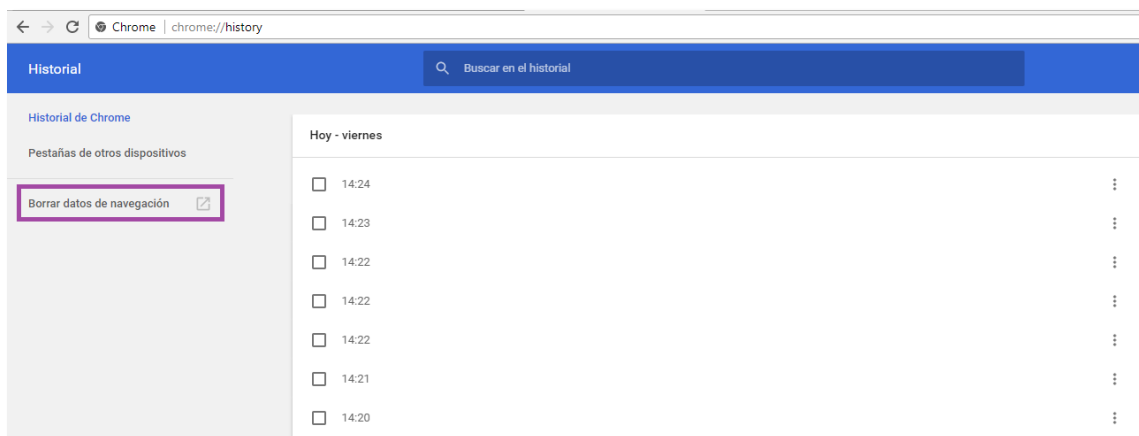 Chrome | chrome://history
Historial
Buscar en el historial
Historial de Chrome
Pestañas de otros dispositivos
Borrar datos de navegación
Hoy - viernes
14:24
14:23
14:22
14:22
14:22
14:21
14:20